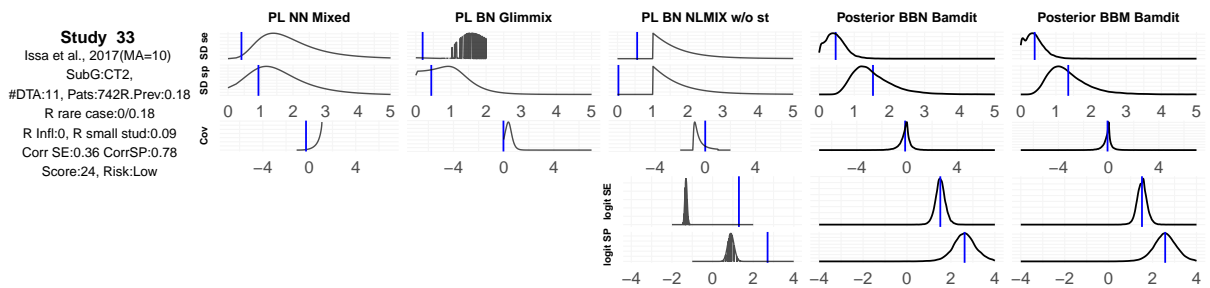 PL NN Mixed
PL BN Glimmix
PL BN NLMIX w/o st
Posterior BBN Bamdit
Posterior BBM Bamdit
Study 33
Issa et al., 2017(MA=10)
SubG:CT2,
#DTA:11, Pats:742R.Prev:0.18
R rare case:0/0.18
R Infl:0, R small stud:0.09
Corr SE:0.36 CorrSP:0.78
Score:24, Risk:Low
SD se
SD sp
0 1 2 3 4 5
0 1 2 3 4 5
0 1 2 3 4 5
0 1 2 3 4 5
0 1 2 3 4 5
Cov
−4 0 4
−4 0 4
−4 0 4
−4 0 4
−4 0 4
logit SE
logit SP
−4 −2 0 2 4
−4 −2 0 2 4
−4 −2 0 2 4